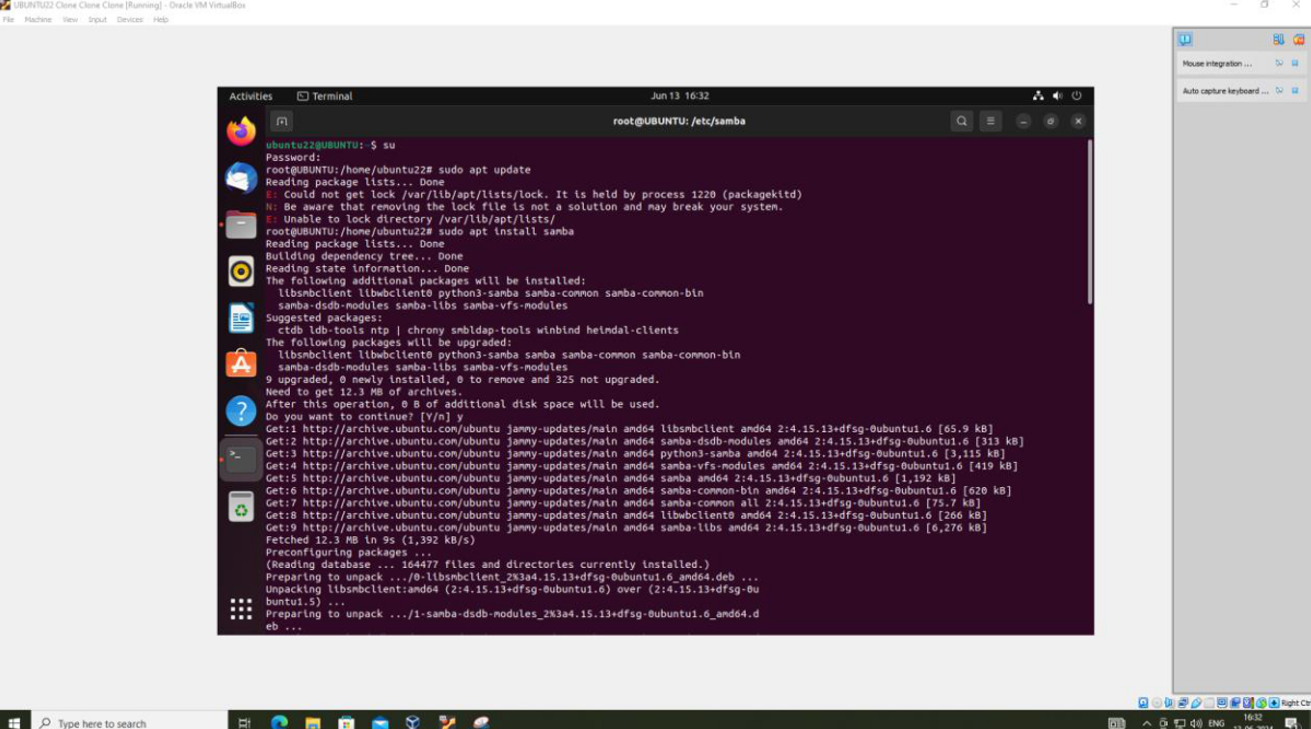 UBUNTU22 Clone Clone Clone [Running] - Oracle VM VirtualBox
File Machine View Input Devices Help
Mouse integration ...
Auto capture keyboard ...
Activities Terminal Jun 13 16:32
root@UBUNTU: /etc/samba
ubuntu22@UBUNTU:~$ su
Password:
root@UBUNTU:/home/ubuntu22# sudo apt update
Reading package lists... Done
E: Could not get lock /var/lib/apt/lists/lock. It is held by process 1220 (packagekitd)
N: Be aware that removing the lock file is not a solution and may break your system.
E: Unable to lock directory /var/lib/apt/lists/
root@UBUNTU:/home/ubuntu22# sudo apt install samba
Reading package lists... Done
Building dependency tree... Done
Reading state information... Done
The following additional packages will be installed:
libsmbclient libwbclient0 python3-samba samba-common samba-common-bin
samba-dsdb-modules samba-libs samba-vfs-modules
Suggested packages:
ctdb ldb-tools ntp | chrony smbldap-tools winbind heimdal-clients
The following packages will be upgraded:
libsmbclient libwbclient0 python3-samba samba samba-common samba-common-bin
samba-dsdb-modules samba-libs samba-vfs-modules
9 upgraded, 0 newly installed, 0 to remove and 325 not upgraded.
Need to get 12.3 MB of archives.
After this operation, 0 B of additional disk space will be used.
Do you want to continue? [Y/n] y
Get:1 http://archive.ubuntu.com/ubuntu jammy-updates/main amd64 libsmbclient amd64 2:4.15.13+dfsg-0ubuntu1.6 [65.9 kB]
Get:2 http://archive.ubuntu.com/ubuntu jammy-updates/main amd64 samba-dsdb-modules amd64 2:4.15.13+dfsg-0ubuntu1.6 [313 kB]
Get:3 http://archive.ubuntu.com/ubuntu jammy-updates/main amd64 python3-samba amd64 2:4.15.13+dfsg-0ubuntu1.6 [3,115 kB]
Get:4 http://archive.ubuntu.com/ubuntu jammy-updates/main amd64 samba-vfs-modules amd64 2:4.15.13+dfsg-0ubuntu1.6 [419 kB]
Get:5 http://archive.ubuntu.com/ubuntu jammy-updates/main amd64 samba amd64 2:4.15.13+dfsg-0ubuntu1.6 [1,192 kB]
Get:6 http://archive.ubuntu.com/ubuntu jammy-updates/main amd64 samba-common-bin amd64 2:4.15.13+dfsg-0ubuntu1.6 [620 kB]
Get:7 http://archive.ubuntu.com/ubuntu jammy-updates/main amd64 samba-common all 2:4.15.13+dfsg-0ubuntu1.6 [75.7 kB]
Get:8 http://archive.ubuntu.com/ubuntu jammy-updates/main amd64 libwbclient0 amd64 2:4.15.13+dfsg-0ubuntu1.6 [266 kB]
Get:9 http://archive.ubuntu.com/ubuntu jammy-updates/main amd64 samba-libs amd64 2:4.15.13+dfsg-0ubuntu1.6 [6,276 kB]
Fetched 12.3 MB in 9s (1,392 kB/s)
Preconfiguring packages ...
(Reading database ... 164477 files and directories currently installed.)
Preparing to unpack .../0-libsmbclient_2%3a4.15.13+dfsg-0ubuntu1.6_amd64.deb ...
Unpacking libsmbclient:amd64 (2:4.15.13+dfsg-0ubuntu1.6) over (2:4.15.13+dfsg-0u
buntu1.5) ...
Preparing to unpack .../1-samba-dsdb-modules_2%3a4.15.13+dfsg-0ubuntu1.6_amd64.d
eb ...
Right Ctrl
Type here to search
ENG
16:32